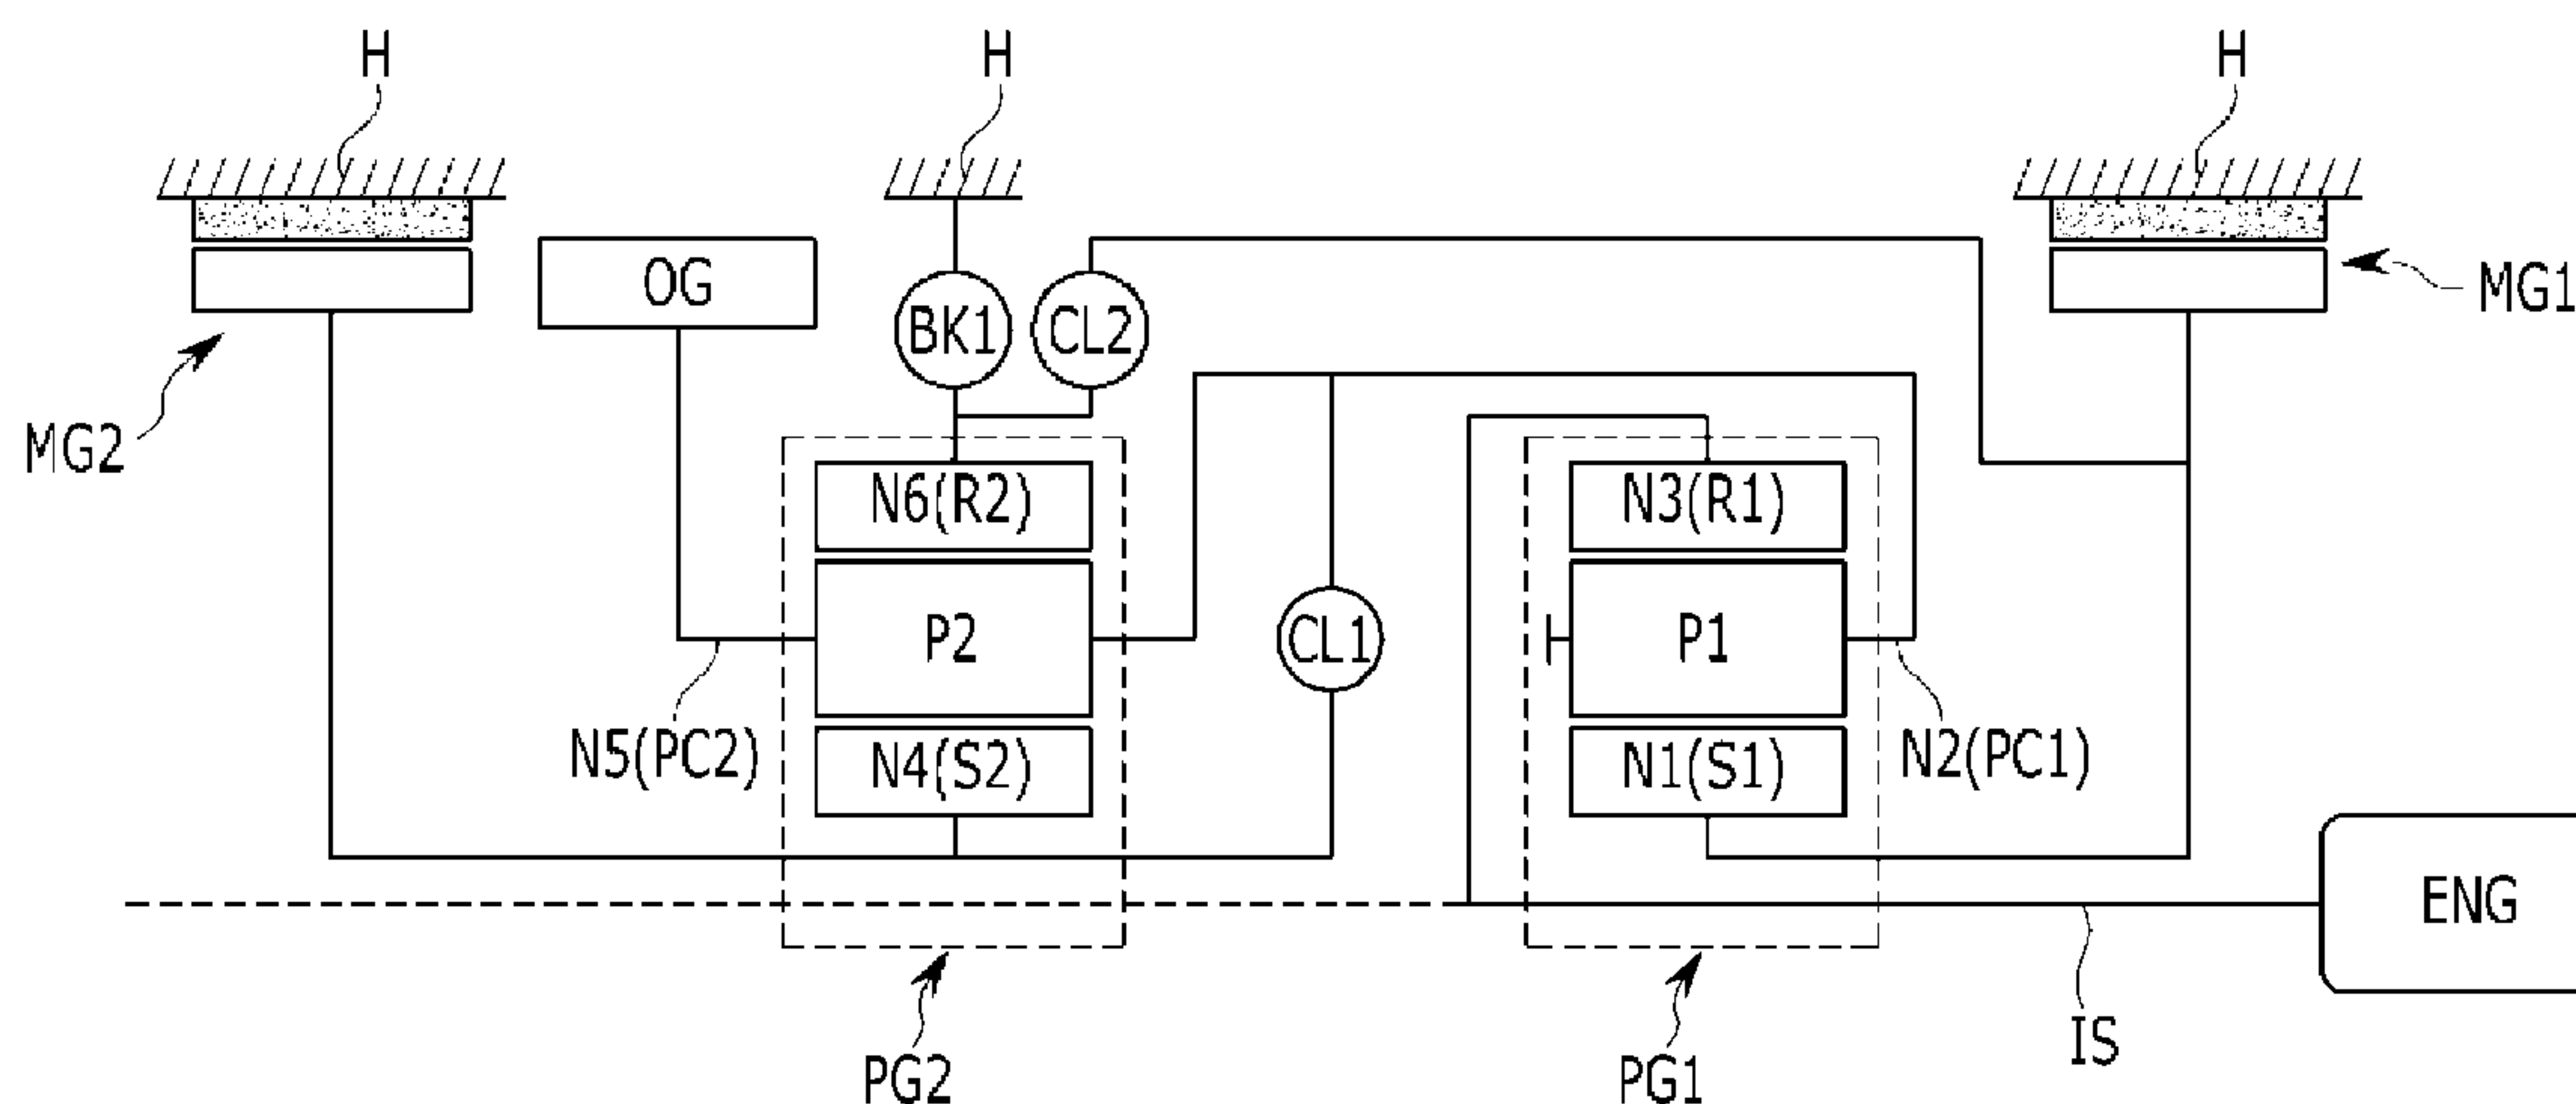 H
H
H
OG
BK1
CL2
MG1
MG2
N6(R2)
N3(R1)
P2
CL1
P1
N5(PC2)
N4(S2)
N1(S1)
N2(PC1)
ENG
IS
PG2
PG1